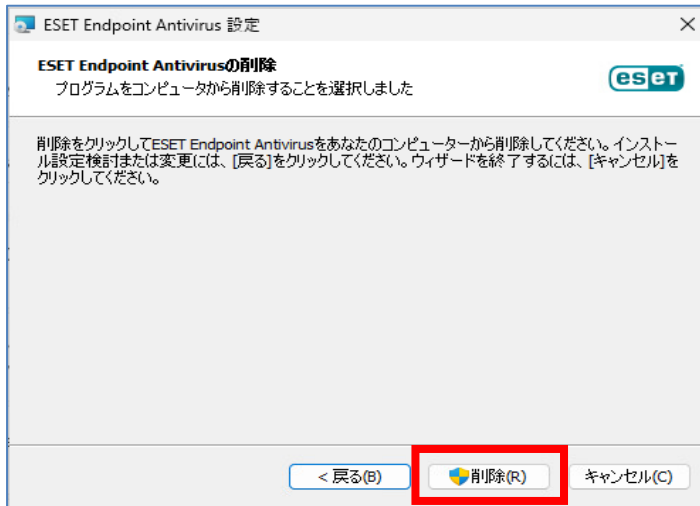 ESET Endpoint Antivirus 設定
ESET Endpoint Antivirusの削除
プログラムをコンピュータから削除することを選択しました
eset
削除をクリックしてESET Endpoint Antivirusをあなたのコンピューターから削除してください。インストー
ル設定検討または変更には、[戻る]をクリックしてください。ウィザードを終了するには、[キャンセル]を
クリックしてください。
< 戻る(B)
削除(R)
キャンセル(C)